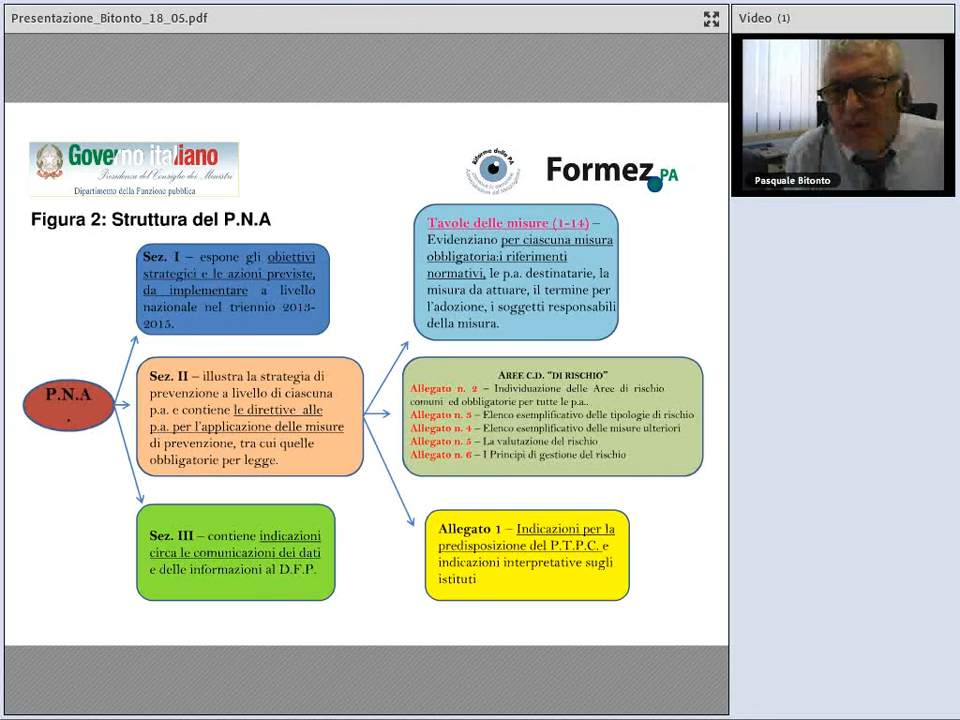 Presentazione_Bitonto_18_05.pdf
Video (1)
Pasquale Bitonto
Governo italiano
Presidenza del Consiglio dei Ministri
Dipartimento della Funzione pubblica
Riforme della PA
Formez PA
Figura 2: Struttura del P.N.A
P.N.A
.
Sez. I – espone gli obiettivi
strategici e le azioni previste,
da implementare a livello
nazionale nel triennio 2013-
2015.
Sez. II – illustra la strategia di
prevenzione a livello di ciascuna
p.a. e contiene le direttive alle
p.a. per l'applicazione delle misure
di prevenzione, tra cui quelle
obbligatorie per legge.
Sez. III – contiene indicazioni
circa le comunicazioni dei dati
e delle informazioni al D.F.P.
Tavole delle misure (1-14) –
Evidenziano per ciascuna misura
obbligatoria:i riferimenti
normativi, le p.a. destinatarie, la
misura da attuare, il termine per
l'adozione, i soggetti responsabili
della misura.
AREE C.D. "DI RISCHIO"
Allegato n. 2 – Individuazione delle Aree di rischio
comuni ed obbligatorie per tutte le p.a..
Allegato n. 3 – Elenco esemplificativo delle tipologie di rischio
Allegato n. 4 – Elenco esemplificativo delle misure ulteriori
Allegato n. 5 – La valutazione del rischio
Allegato n. 6 – I Principi di gestione del rischio
Allegato 1 – Indicazioni per la
predisposizione del P.T.P.C. e
indicazioni interpretative sugli
istituti